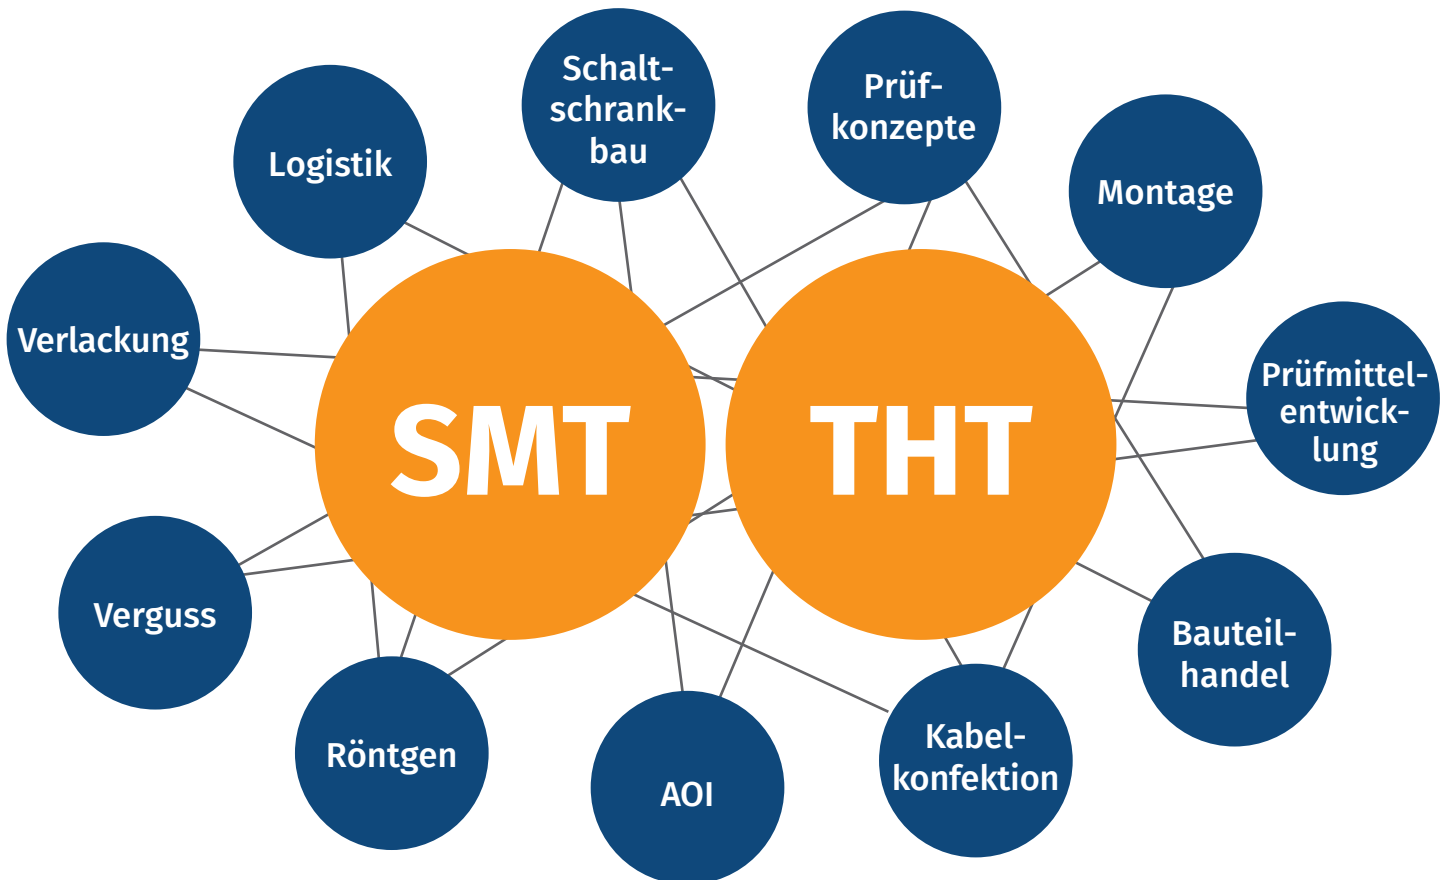 Schalt-
schrank-
bau
Prüf-
konzepte
Logistik
Montage
Verlackung
Prüfmittel-
entwick-
lung
SMT
THT
Verguss
Bauteil-
handel
Röntgen
AOI
Kabel-
konfektion